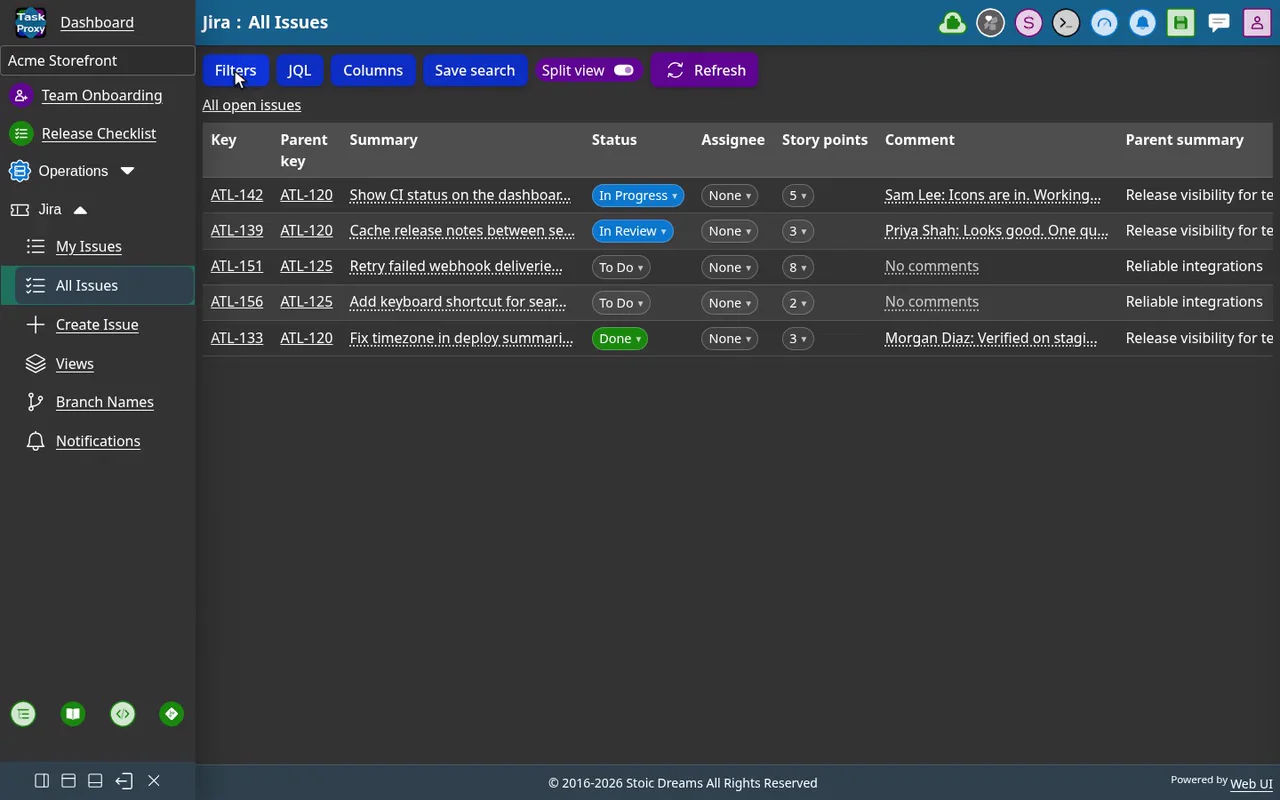 Task
Proxy
Dashboard
Jira : All Issues
S
Acme Storefront
Team Onboarding
Release Checklist
Operations
Jira
My Issues
All Issues
Create Issue
Views
Branch Names
Notifications
Filters JQL Columns Save search Split view Refresh
All open issues
Key Parent key Summary Status Assignee Story points Comment Parent summary
ATL-142 ATL-120 Show CI status on the dashboar... In Progress None 5 Sam Lee: Icons are in. Working... Release visibility for te
ATL-139 ATL-120 Cache release notes between se... In Review None 3 Priya Shah: Looks good. One qu... Release visibility for te
ATL-151 ATL-125 Retry failed webhook deliverie... To Do None 8 No comments Reliable integrations
ATL-156 ATL-125 Add keyboard shortcut for sear... To Do None 2 No comments Reliable integrations
ATL-133 ATL-120 Fix timezone in deploy summari... Done None 3 Morgan Diaz: Verified on stagi... Release visibility for te
© 2016-2026 Stoic Dreams All Rights Reserved
Powered by Web UI